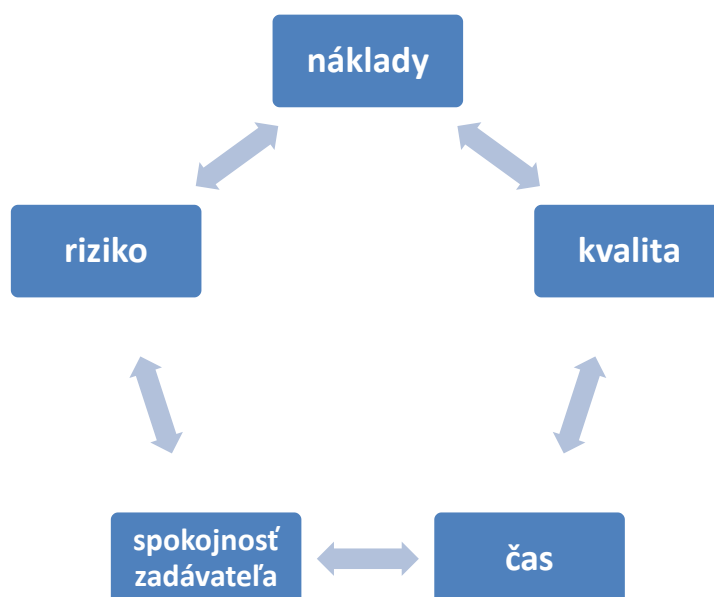 náklady
riziko
kvalita
spokojnosť
zadávateľa
čas